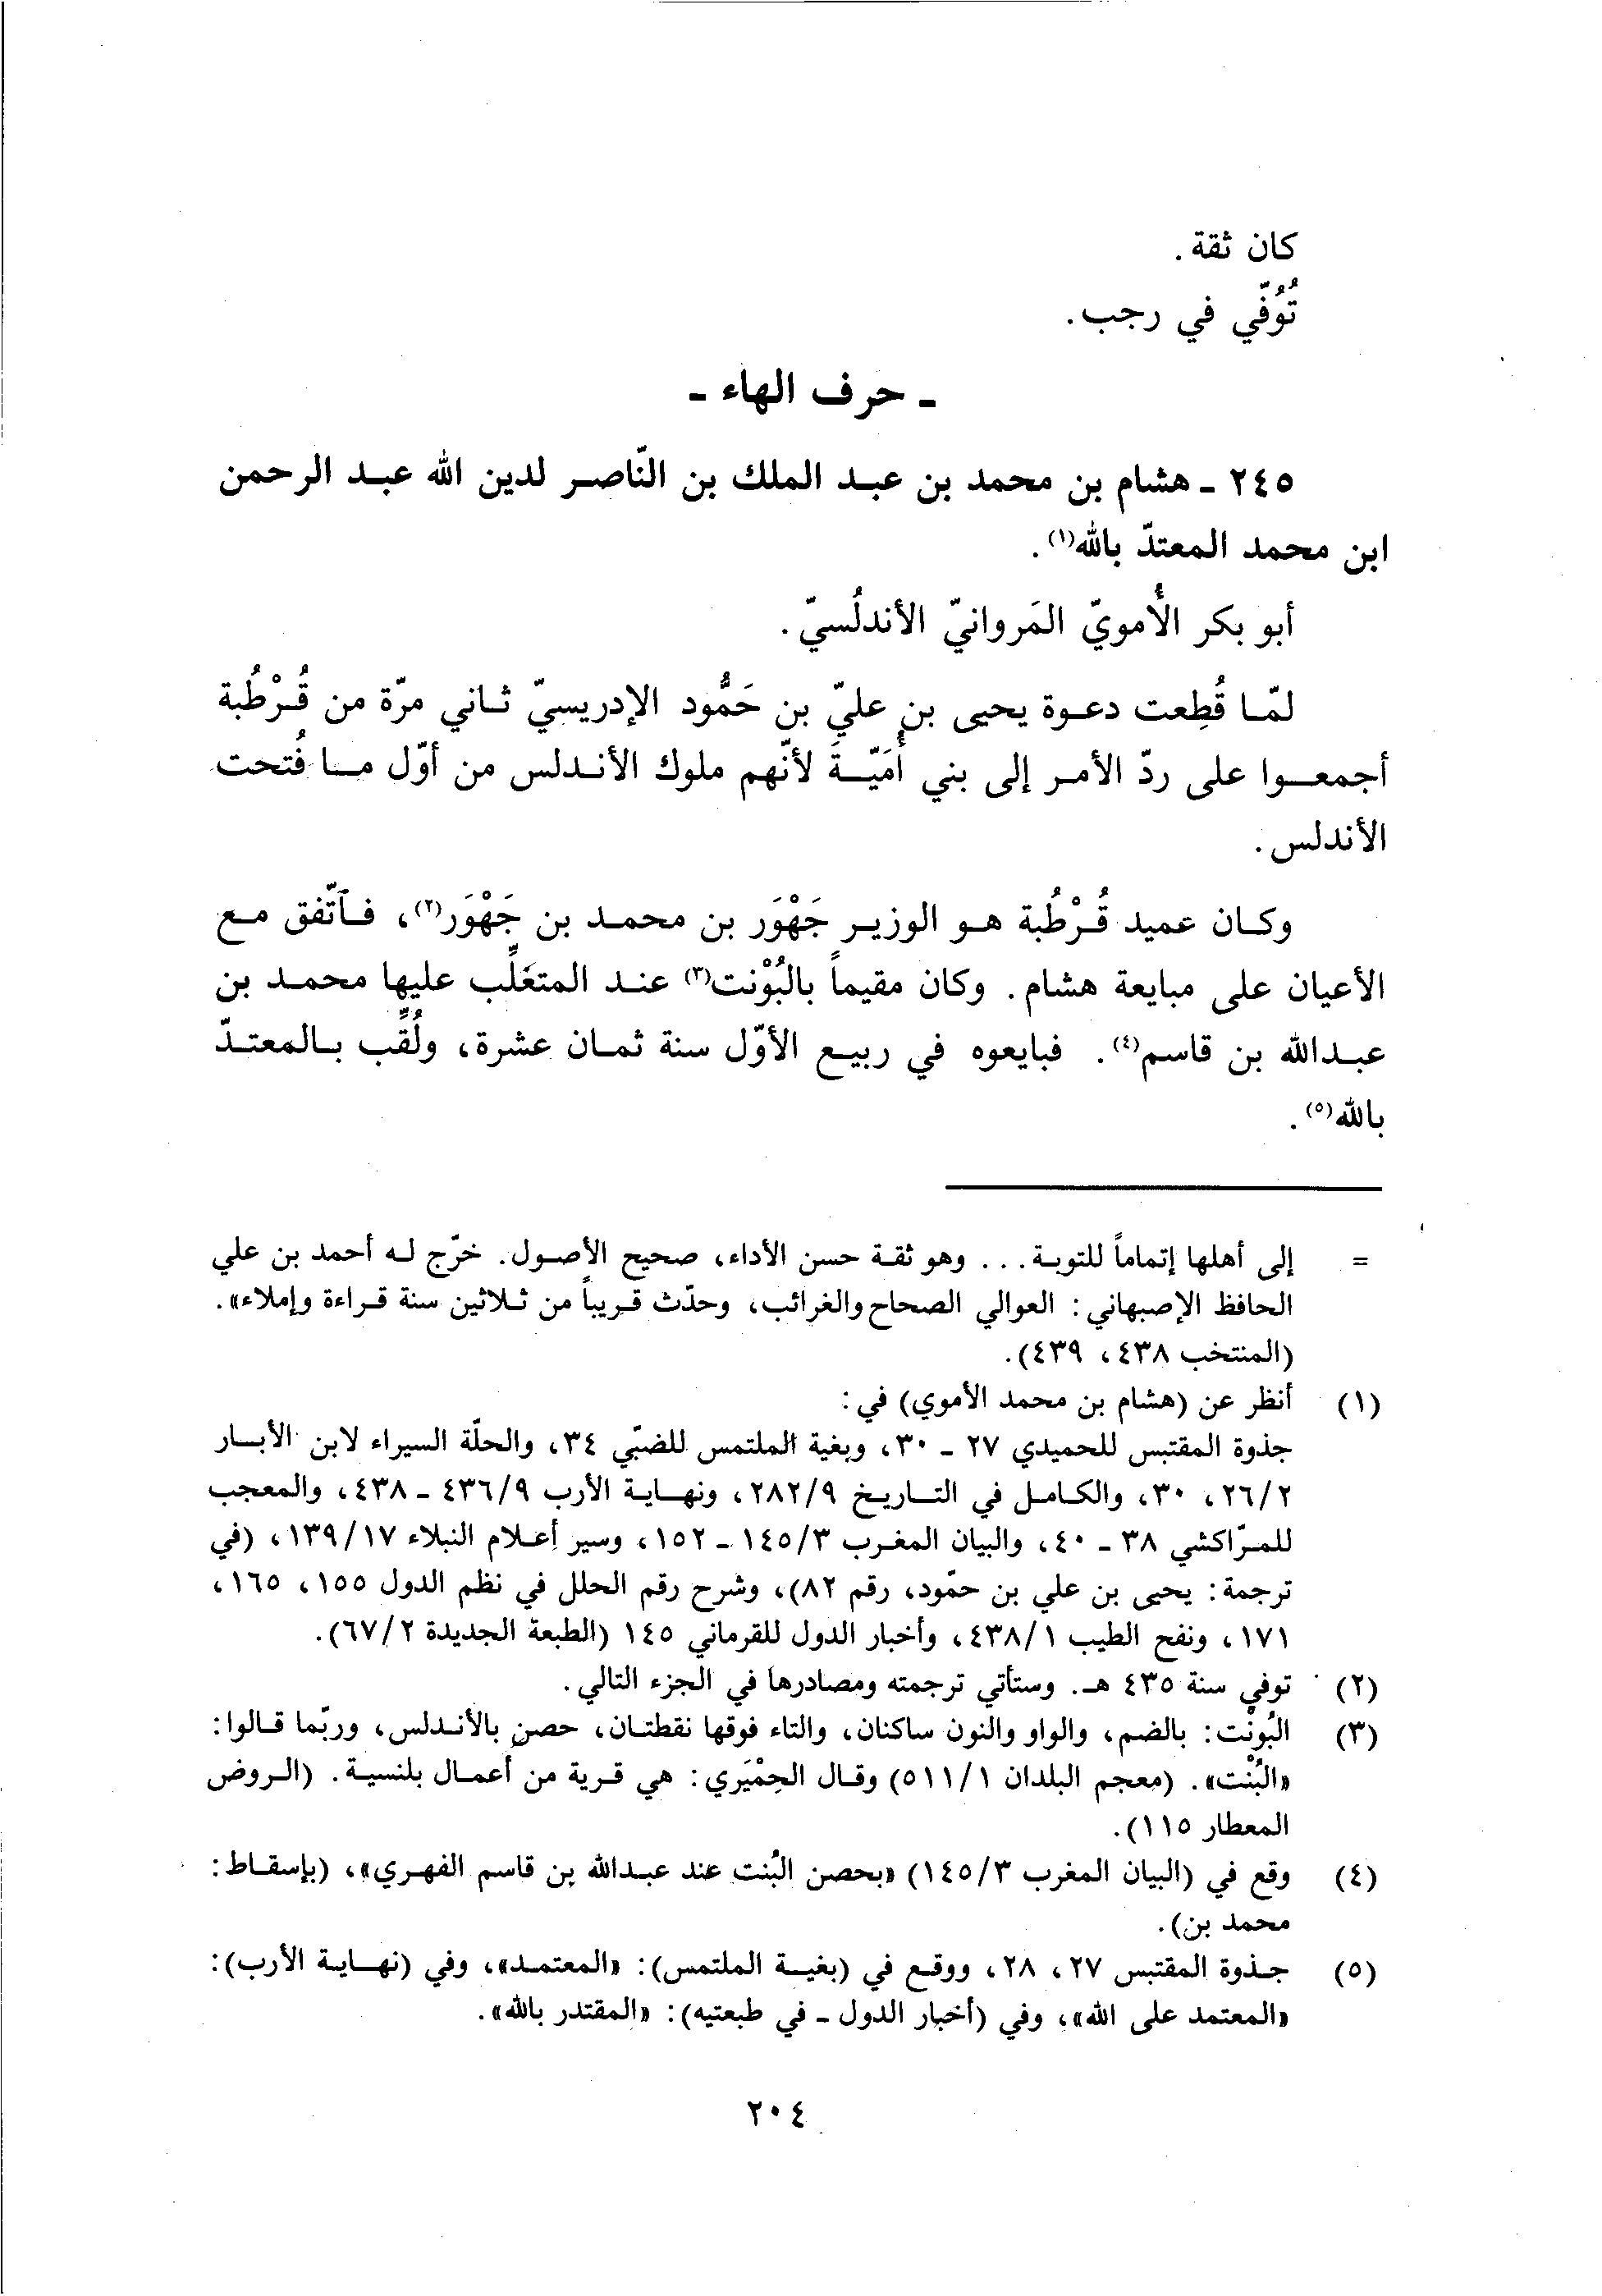 كان ثقة.
تُوُفّي في رجب.
ـ حرف الهاء ـ
٢٤٥ ـ هشام بن محمد بن عبد الملك بن النّاصر لدين الله عبد الرحمن
ابن محمد المعتدّ بالله(١).
أبو بكر الأُمويّ المَروانيّ الأندلُسيّ.
لمّا قُطِعت دعوة يحيى بن عليّ بن حَمُّود الإدريسيّ ثاني مرّة من قُرْطُبة
أجمعوا على ردّ الأمر إلى بني أُمَيّةَ لأنّهم ملوك الأندلس من أوّل ما فُتحت
الأندلس.
وكان عميد قُرْطُبة هو الوزير جَهْوَر بن محمد بن جَهْوَر(٢)، فاتّفق مع
الأعيان على مبايعة هشام. وكان مقيماً بالبُوْنت(٣) عند المتغَلِّب عليها محمد بن
عبدالله بن قاسم(٤). فبايعوه في ربيع الأوّل سنة ثمان عشرة، ولُقِّب بالمعتدّ
بالله(٥).
= إلى أهلها إتماماً للتوبة... وهو ثقة حسن الأداء، صحيح الأصول. خرّج له أحمد بن علي
الحافظ الإصبهاني: العوالي الصحاح والغرائب، وحدّث قريباً من ثلاثين سنة قراءة وإملاء».
(المنتخب ٤٣٨، ٤٣٩).
(١) أنظر عن (هشام بن محمد الأموي) في:
جذوة المقتبس للحميدي ٢٧ ـ ٣٠، وبغية الملتمس للضبّي ٣٤، والحلّة السيراء لابن الأبار
٢٦/٢، ٣٠، والكامل في التاريخ ٢٨٢/٩، ونهاية الأرب ٤٣٦/٩ ـ ٤٣٨، والمعجب
للمرّاكشي ٣٨ ـ ٤٠، والبيان المغرب ١٤٥/٣ ـ ١٥٢، وسير أعلام النبلاء ١٣٩/١٧، (في
ترجمة: يحيى بن علي بن حمّود، رقم ٨٢)، وشرح رقم الحلل في نظم الدول ١٥٥، ١٦٥،
١٧١، ونفح الطيب ٤٣٨/١، وأخبار الدول للقرماني ١٤٥ (الطبعة الجديدة ٦٧/٢).
(٢) توفي سنة ٤٣٥ هـ. وستأتي ترجمته ومصادرها في الجزء التالي.
(٣) البُونْت: بالضم، والواو والنون ساكنان، والتاء فوقها نقطتان، حصن بالأندلس، وربّما قالوا:
«البُنْت». (معجم البلدان ٥١١/١) وقال الحِمْيَري: هي قرية من أعمال بلنسية. (الروض
المعطار ١١٥).
(٤) وقع في (البيان المغرب ١٤٥/٣) «بحصن البُنت عند عبدالله بن قاسم الفهري»، (بإسقاط:
محمد بن).
(٥) جذوة المقتبس ٢٧، ٢٨، ووقع في (بغية الملتمس): «المعتمد»، وفي (نهاية الأرب):
«المعتمد على الله»، وفي (أخبار الدول ـ في طبعتيه): «المقتدر بالله».
٢٠٤